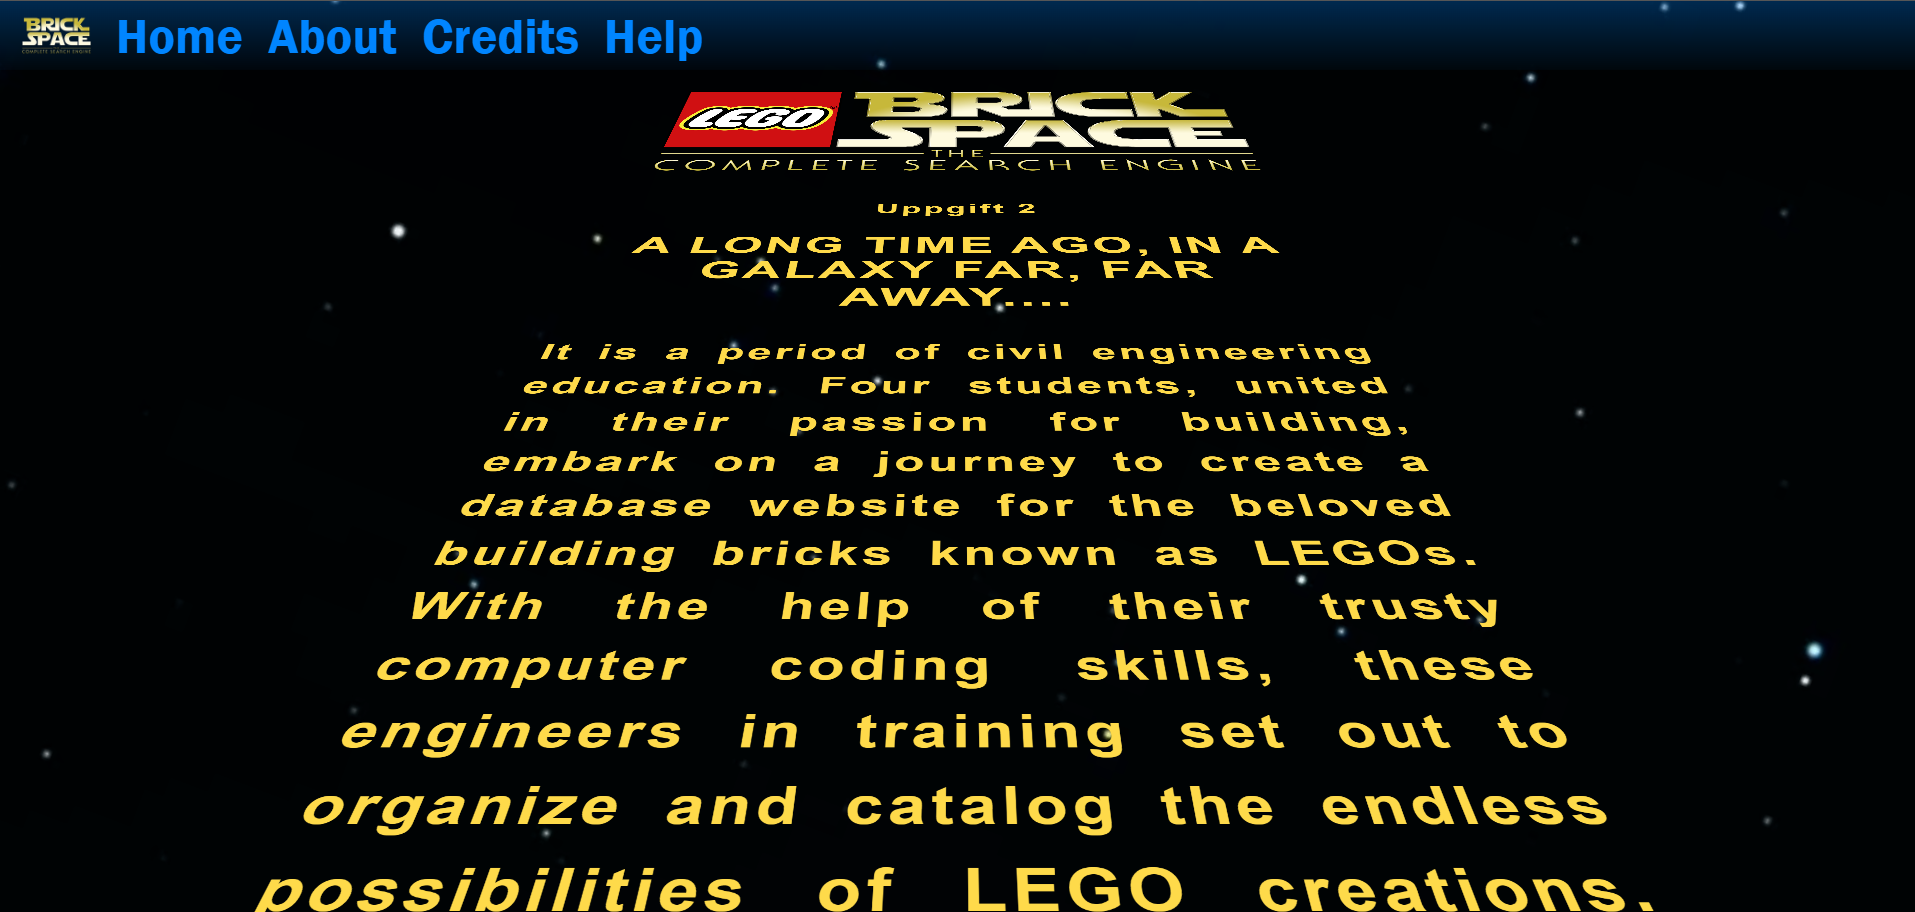 BRICK
SPACE
COMPLETE SEARCH ENGINE
Home About Credits Help
LEGO BRICK
SPACE
THE
COMPLETE SEARCH ENGINE
Uppgift 2
A LONG TIME AGO, IN A
GALAXY FAR, FAR
AWAY....
It is a period of civil engineering
education. Four students, united
in their passion for building,
embark on a journey to create a
database website for the beloved
building bricks known as LEGOs.
With the help of their trusty
computer coding skills, these
engineers in training set out to
organize and catalog the endless
possibilities of LEGO creations.